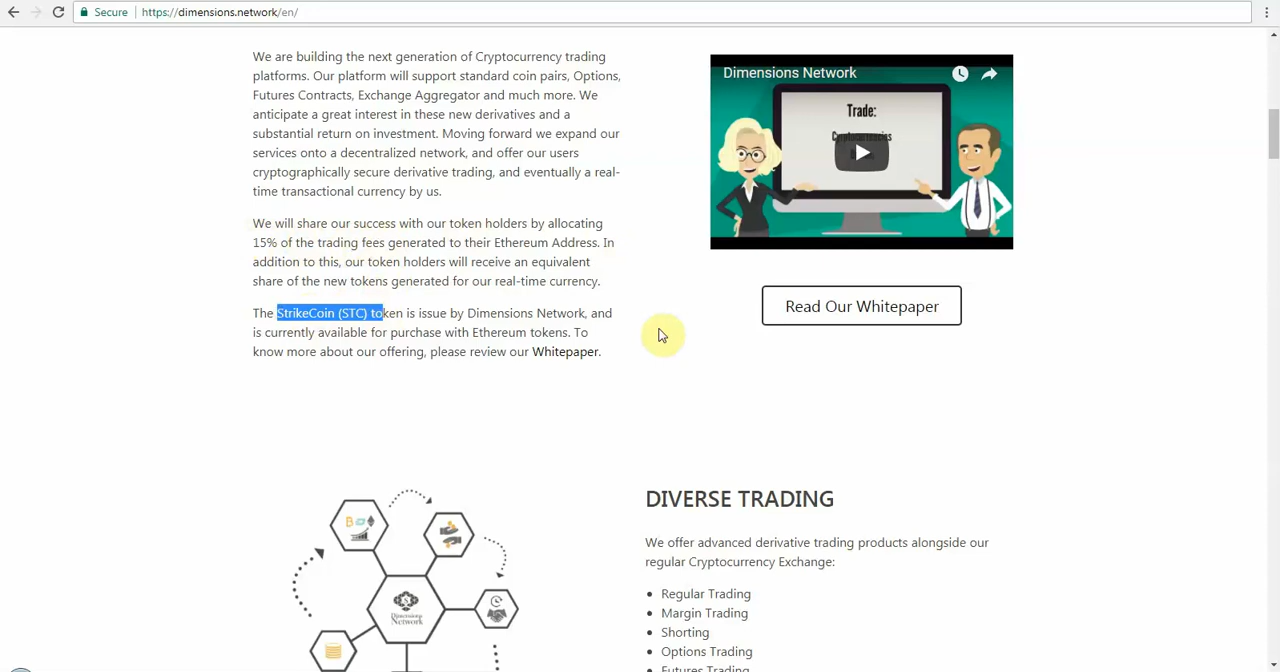 Secure
https://dimensions.network/en/
We are building the next generation of Cryptocurrency trading
platforms. Our platform will support standard coin pairs, Options,
Futures Contracts, Exchange Aggregator and much more. We
anticipate a great interest in these new derivatives and a
substantial return on investment. Moving forward we expand our
services onto a decentralized network, and offer our users
cryptographically secure derivative trading, and eventually a real-
time transactional currency by us.
We will share our success with our token holders by allocating
15% of the trading fees generated to their Ethereum Address. In
addition to this, our token holders will receive an equivalent
share of the new tokens generated for our real-time currency.
The StrikeCoin (STC) token is issue by Dimensions Network, and
is currently available for purchase with Ethereum tokens. To
know more about our offering, please review our Whitepaper.
Dimensions Network
Trade:
Cryptocurrencies
Read Our Whitepaper
Dimensions
Network
DIVERSE TRADING
We offer advanced derivative trading products alongside our
regular Cryptocurrency Exchange:
Regular Trading
Margin Trading
Shorting
Options Trading
Futures Trading